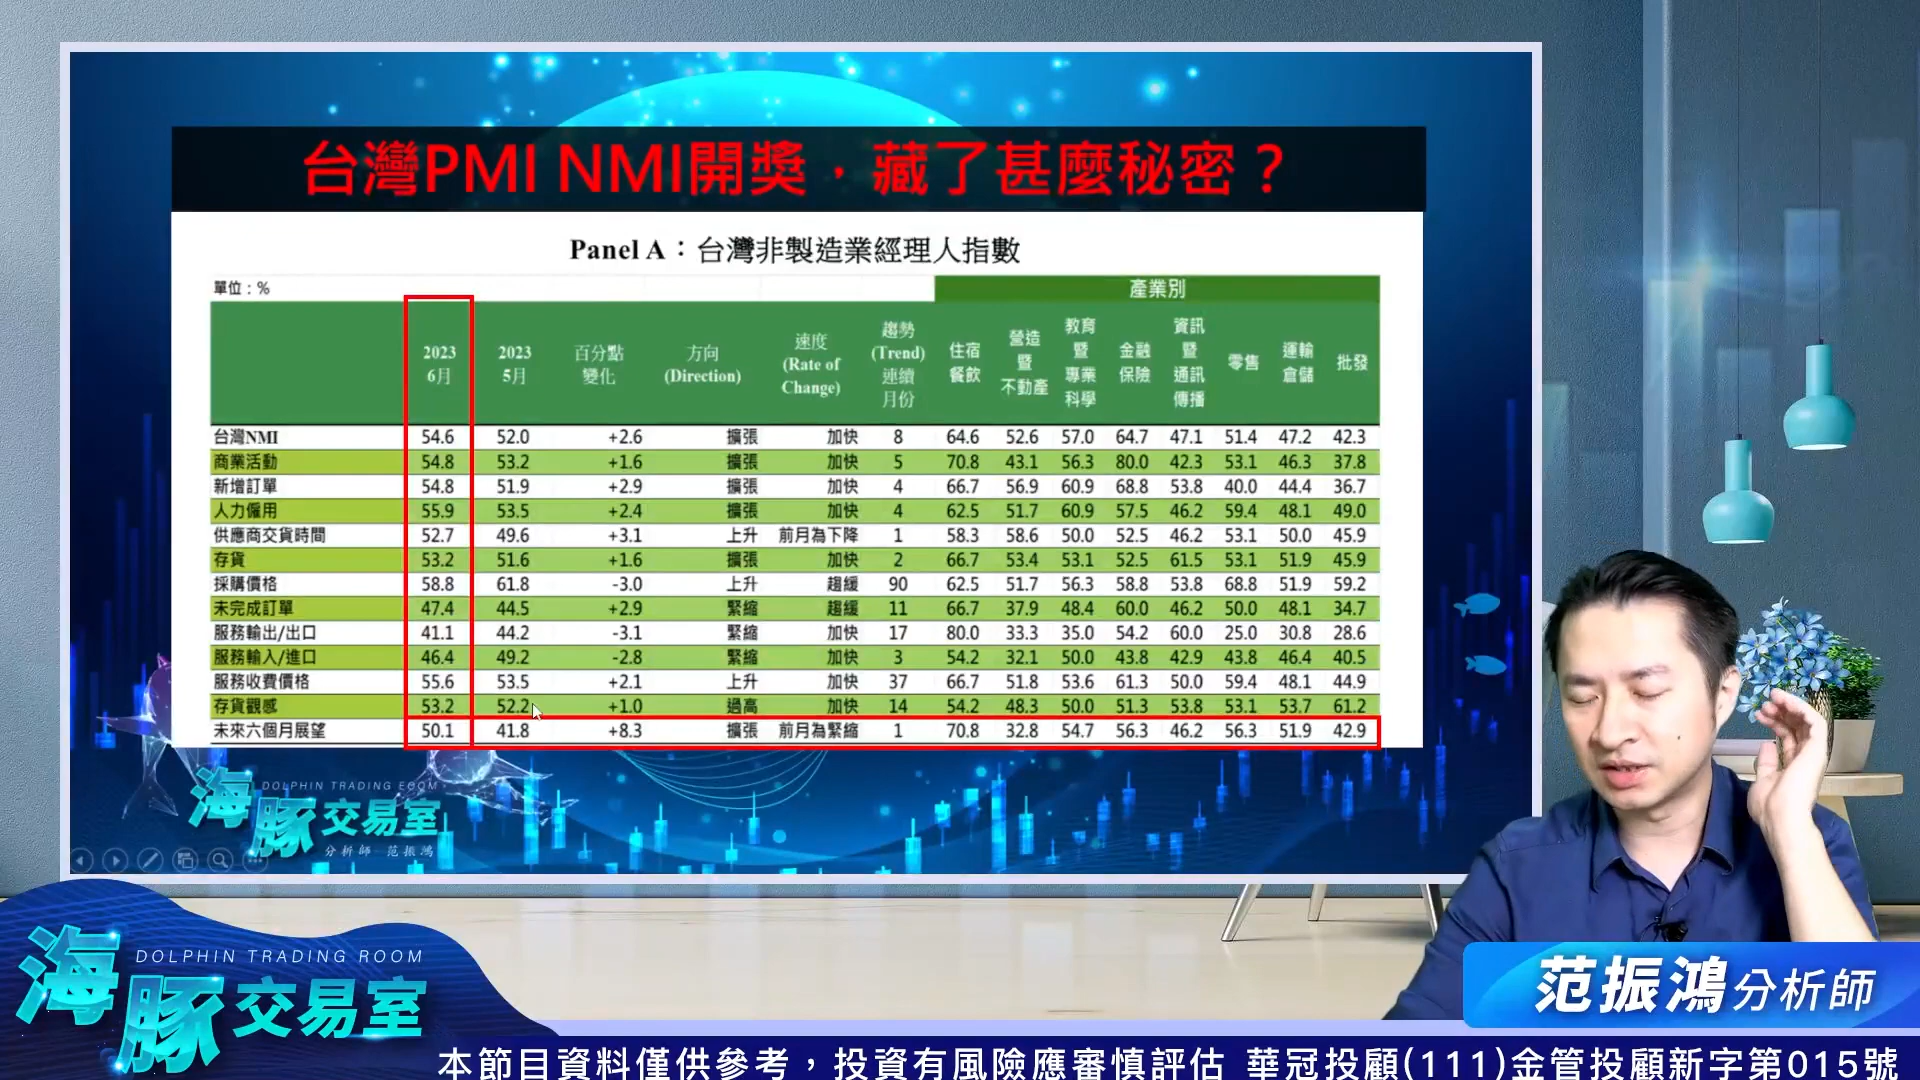 台灣PMI NMI開獎，藏了甚麼秘密？
Panel A：台灣非製造業經理人指數
單位：% 產業別
2023 6月 2023 5月 百分點變化 方向 (Direction) 速度 (Rate of Change) 趨勢 (Trend) 連續月份 住宿餐飲 營造暨不動產 教育暨專業科學 金融保險 資訊暨通訊傳播 零售 運輸倉儲 批發
台灣NMI 54.6 52.0 +2.6 擴張 加快 8 64.6 52.6 57.0 64.7 47.1 51.4 47.2 42.3
商業活動 54.8 53.2 +1.6 擴張 加快 5 70.8 43.1 56.3 80.0 42.3 53.1 46.3 37.8
新增訂單 54.8 51.9 +2.9 擴張 加快 4 66.7 56.9 60.9 68.8 53.8 40.0 44.4 36.7
人力僱用 55.9 53.5 +2.4 擴張 加快 4 62.5 51.7 60.9 57.5 46.2 59.4 48.1 49.0
供應商交貨時間 52.7 49.6 +3.1 上升 前月為下降 1 58.3 58.6 50.0 52.5 46.2 53.1 50.0 45.9
存貨 53.2 51.6 +1.6 擴張 加快 2 66.7 53.4 53.1 52.5 61.5 53.1 51.9 45.9
採購價格 58.8 61.8 -3.0 上升 趨緩 90 62.5 51.7 56.3 58.8 53.8 68.8 51.9 59.2
未完成訂單 47.4 44.5 +2.9 緊縮 趨緩 11 66.7 37.9 48.4 60.0 46.2 50.0 48.1 34.7
服務輸出/出口 41.1 44.2 -3.1 緊縮 加快 17 80.0 33.3 35.0 54.2 60.0 25.0 30.8 28.6
服務輸入/進口 46.4 49.2 -2.8 緊縮 加快 3 54.2 32.1 50.0 43.8 42.9 43.8 46.4 40.5
服務收費價格 55.6 53.5 +2.1 上升 加快 37 66.7 51.8 53.6 61.3 50.0 59.4 48.1 44.9
存貨觀感 53.2 52.2 +1.0 過高 加快 14 54.2 48.3 50.0 51.3 53.8 53.1 53.7 61.2
未來六個月展望 50.1 41.8 +8.3 擴張 前月為緊縮 1 70.8 32.8 54.7 56.3 46.2 56.3 51.9 42.9
DOLPHIN TRADING ROOM
海豚交易室
分析師 范振鴻
DOLPHIN TRADING ROOM
海豚交易室
范振鴻分析師
本節目資料僅供參考，投資有風險應審慎評估 華冠投顧(111)金管投顧新字第015號